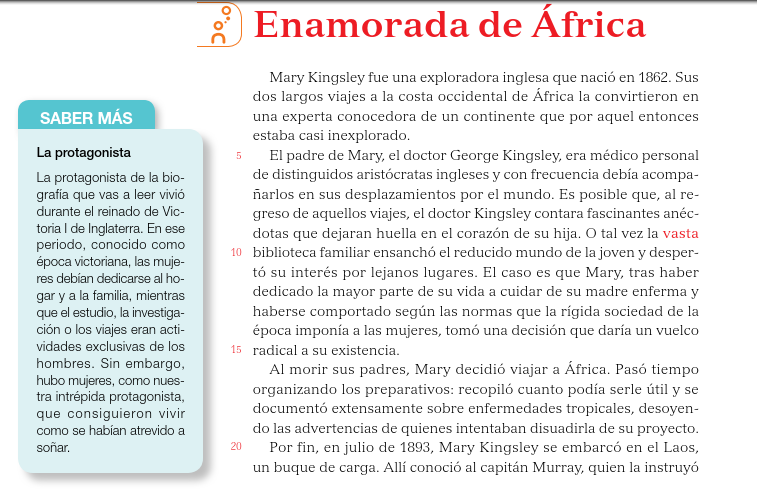 Enamorada de África
Mary Kingsley fue una exploradora inglesa que nació en 1862. Sus
dos largos viajes a la costa occidental de África la convirtieron en
una experta conocedora de un continente que por aquel entonces
estaba casi inexplorado.
5 El padre de Mary, el doctor George Kingsley, era médico personal
de distinguidos aristócratas ingleses y con frecuencia debía acompa-
ñarlos en sus desplazamientos por el mundo. Es posible que, al re-
greso de aquellos viajes, el doctor Kingsley contara fascinantes anéc-
dotas que dejaran huella en el corazón de su hija. O tal vez la vasta
10 biblioteca familiar ensanchó el reducido mundo de la joven y desper-
tó su interés por lejanos lugares. El caso es que Mary, tras haber
dedicado la mayor parte de su vida a cuidar de su madre enferma y
haberse comportado según las normas que la rígida sociedad de la
época imponía a las mujeres, tomó una decisión que daría un vuelco
15 radical a su existencia.
Al morir sus padres, Mary decidió viajar a África. Pasó tiempo
organizando los preparativos: recopiló cuanto podía serle útil y se
documentó extensamente sobre enfermedades tropicales, desoyen-
do las advertencias de quienes intentaban disuadirla de su proyecto.
20 Por fin, en julio de 1893, Mary Kingsley se embarcó en el Laos,
un buque de carga. Allí conoció al capitán Murray, quien la instruyó
SABER MÁS
La protagonista
La protagonista de la bio-
grafía que vas a leer vivió
durante el reinado de Vic-
toria I de Inglaterra. En ese
periodo, conocido como
época victoriana, las muje-
res debían dedicarse al ho-
gar y a la familia, mientras
que el estudio, la investiga-
ción o los viajes eran acti-
vidades exclusivas de los
hombres. Sin embargo,
hubo mujeres, como nues-
tra intrépida protagonista,
que consiguieron vivir
como se habían atrevido a
soñar.